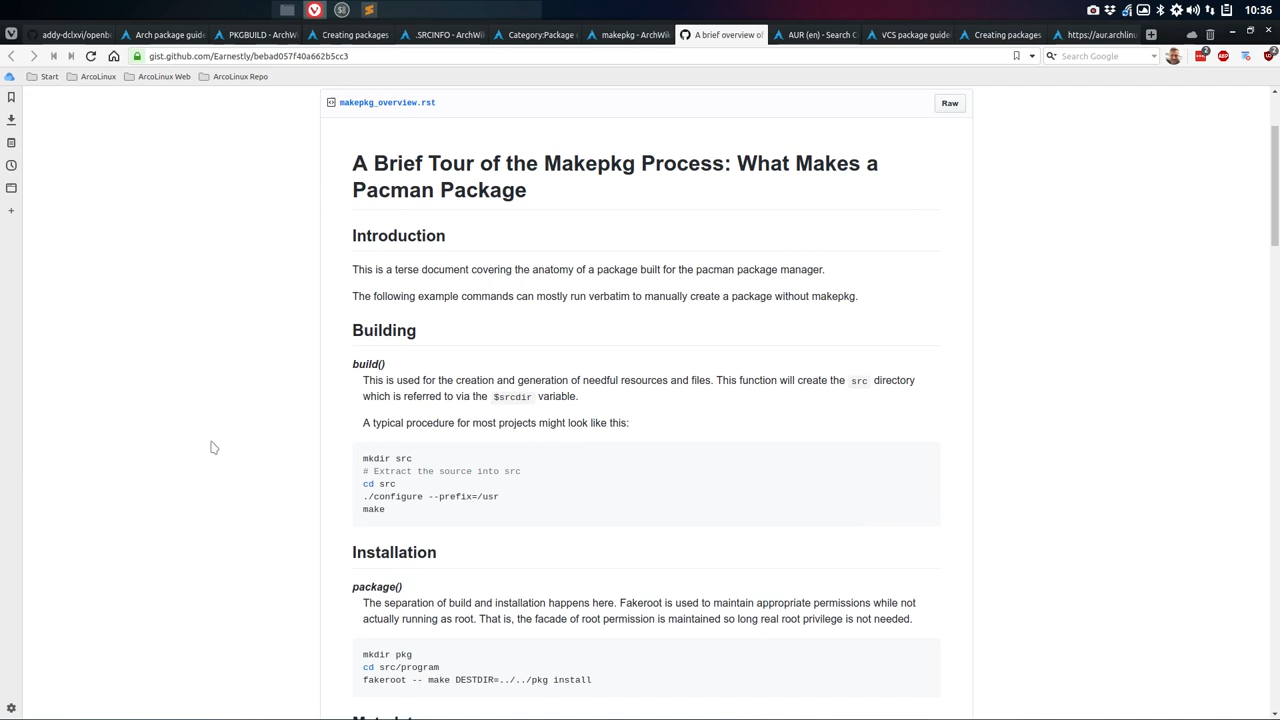 10:36
addy-dclxvi/openb
Arch package guide
PKGBUILD - ArchW
Creating packages
.SRCINFO - ArchWi
Category:Package
makepkg - ArchWi
A brief overview of
AUR (en) - Search C
VCS package guide
Creating packages
https://aur.archlinu
gist.github.com/Earnestly/bebad057f40a662b5cc3
Search Google
2
ABP
Start
ArcoLinux
ArcoLinux Web
ArcoLinux Repo
makepkg_overview.rst
Raw
A Brief Tour of the Makepkg Process: What Makes a
Pacman Package
Introduction
This is a terse document covering the anatomy of a package built for the pacman package manager.
The following example commands can mostly run verbatim to manually create a package without makepkg.
Building
build()
This is used for the creation and generation of needful resources and files. This function will create the src directory
which is referred to via the $srcdir variable.
A typical procedure for most projects might look like this:
mkdir src
# Extract the source into src
cd src
./configure --prefix=/usr
make
Installation
package()
The separation of build and installation happens here. Fakeroot is used to maintain appropriate permissions while not
actually running as root. That is, the facade of root permission is maintained so long real root privilege is not needed.
mkdir pkg
cd src/program
fakeroot -- make DESTDIR=../../pkg install